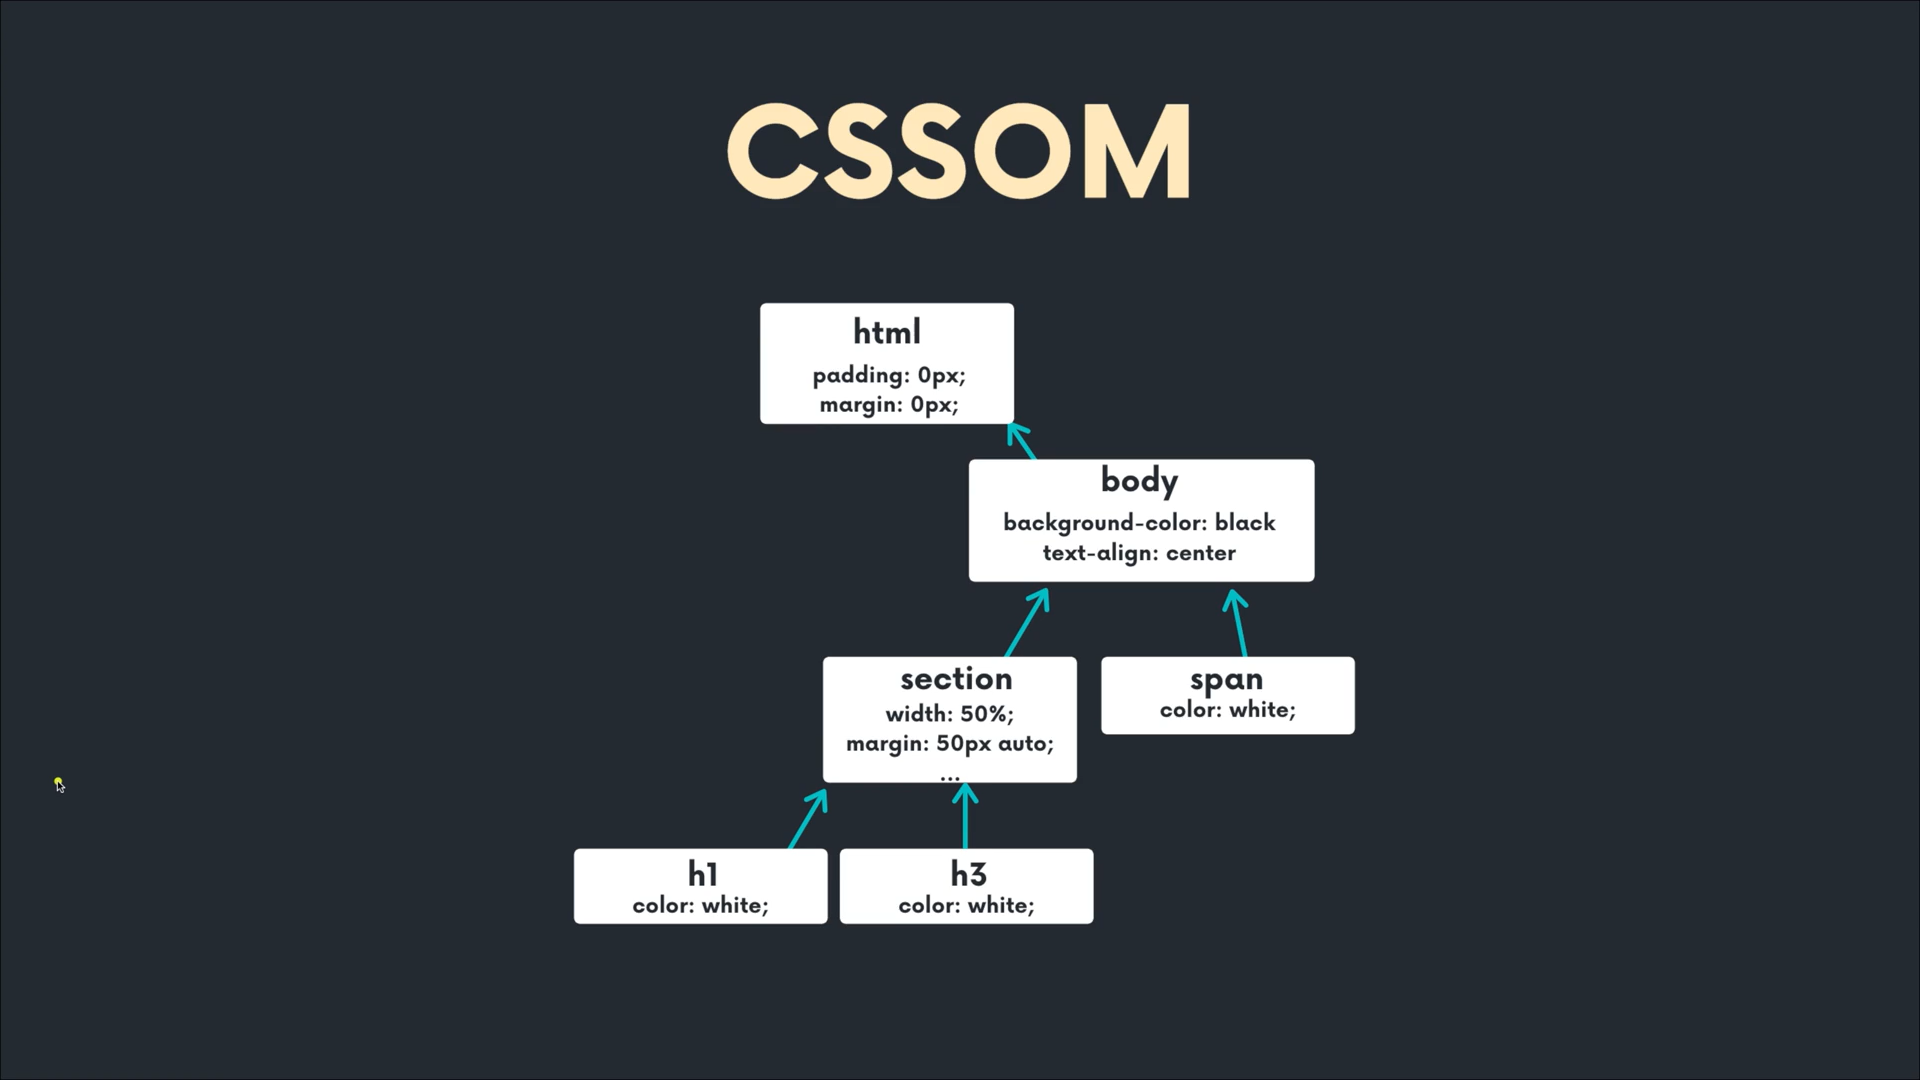 CSSOM
html
padding: 0px;
margin: 0px;
body
background-color: black
text-align: center
section
width: 50%;
margin: 50px auto;
...
span
color: white;
h1
color: white;
h3
color: white;